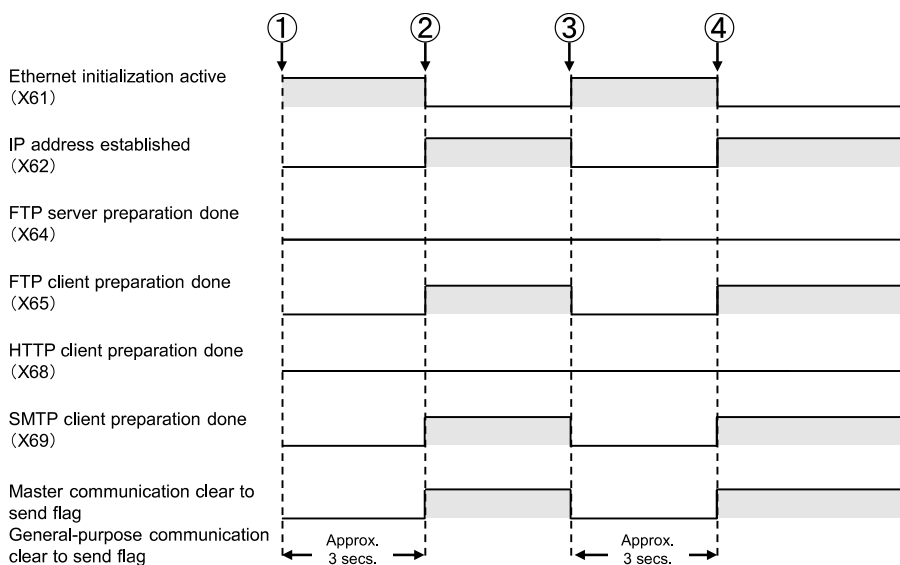 ① ② ③ ④
Ethernet initialization active
（X61）
IP address established
（X62）
FTP server preparation done
（X64）
FTP client preparation done
（X65）
HTTP client preparation done
（X68）
SMTP client preparation done
（X69）
Master communication clear to
send flag
General-purpose communication
clear to send flag
Approx.
3 secs.
Approx.
3 secs.